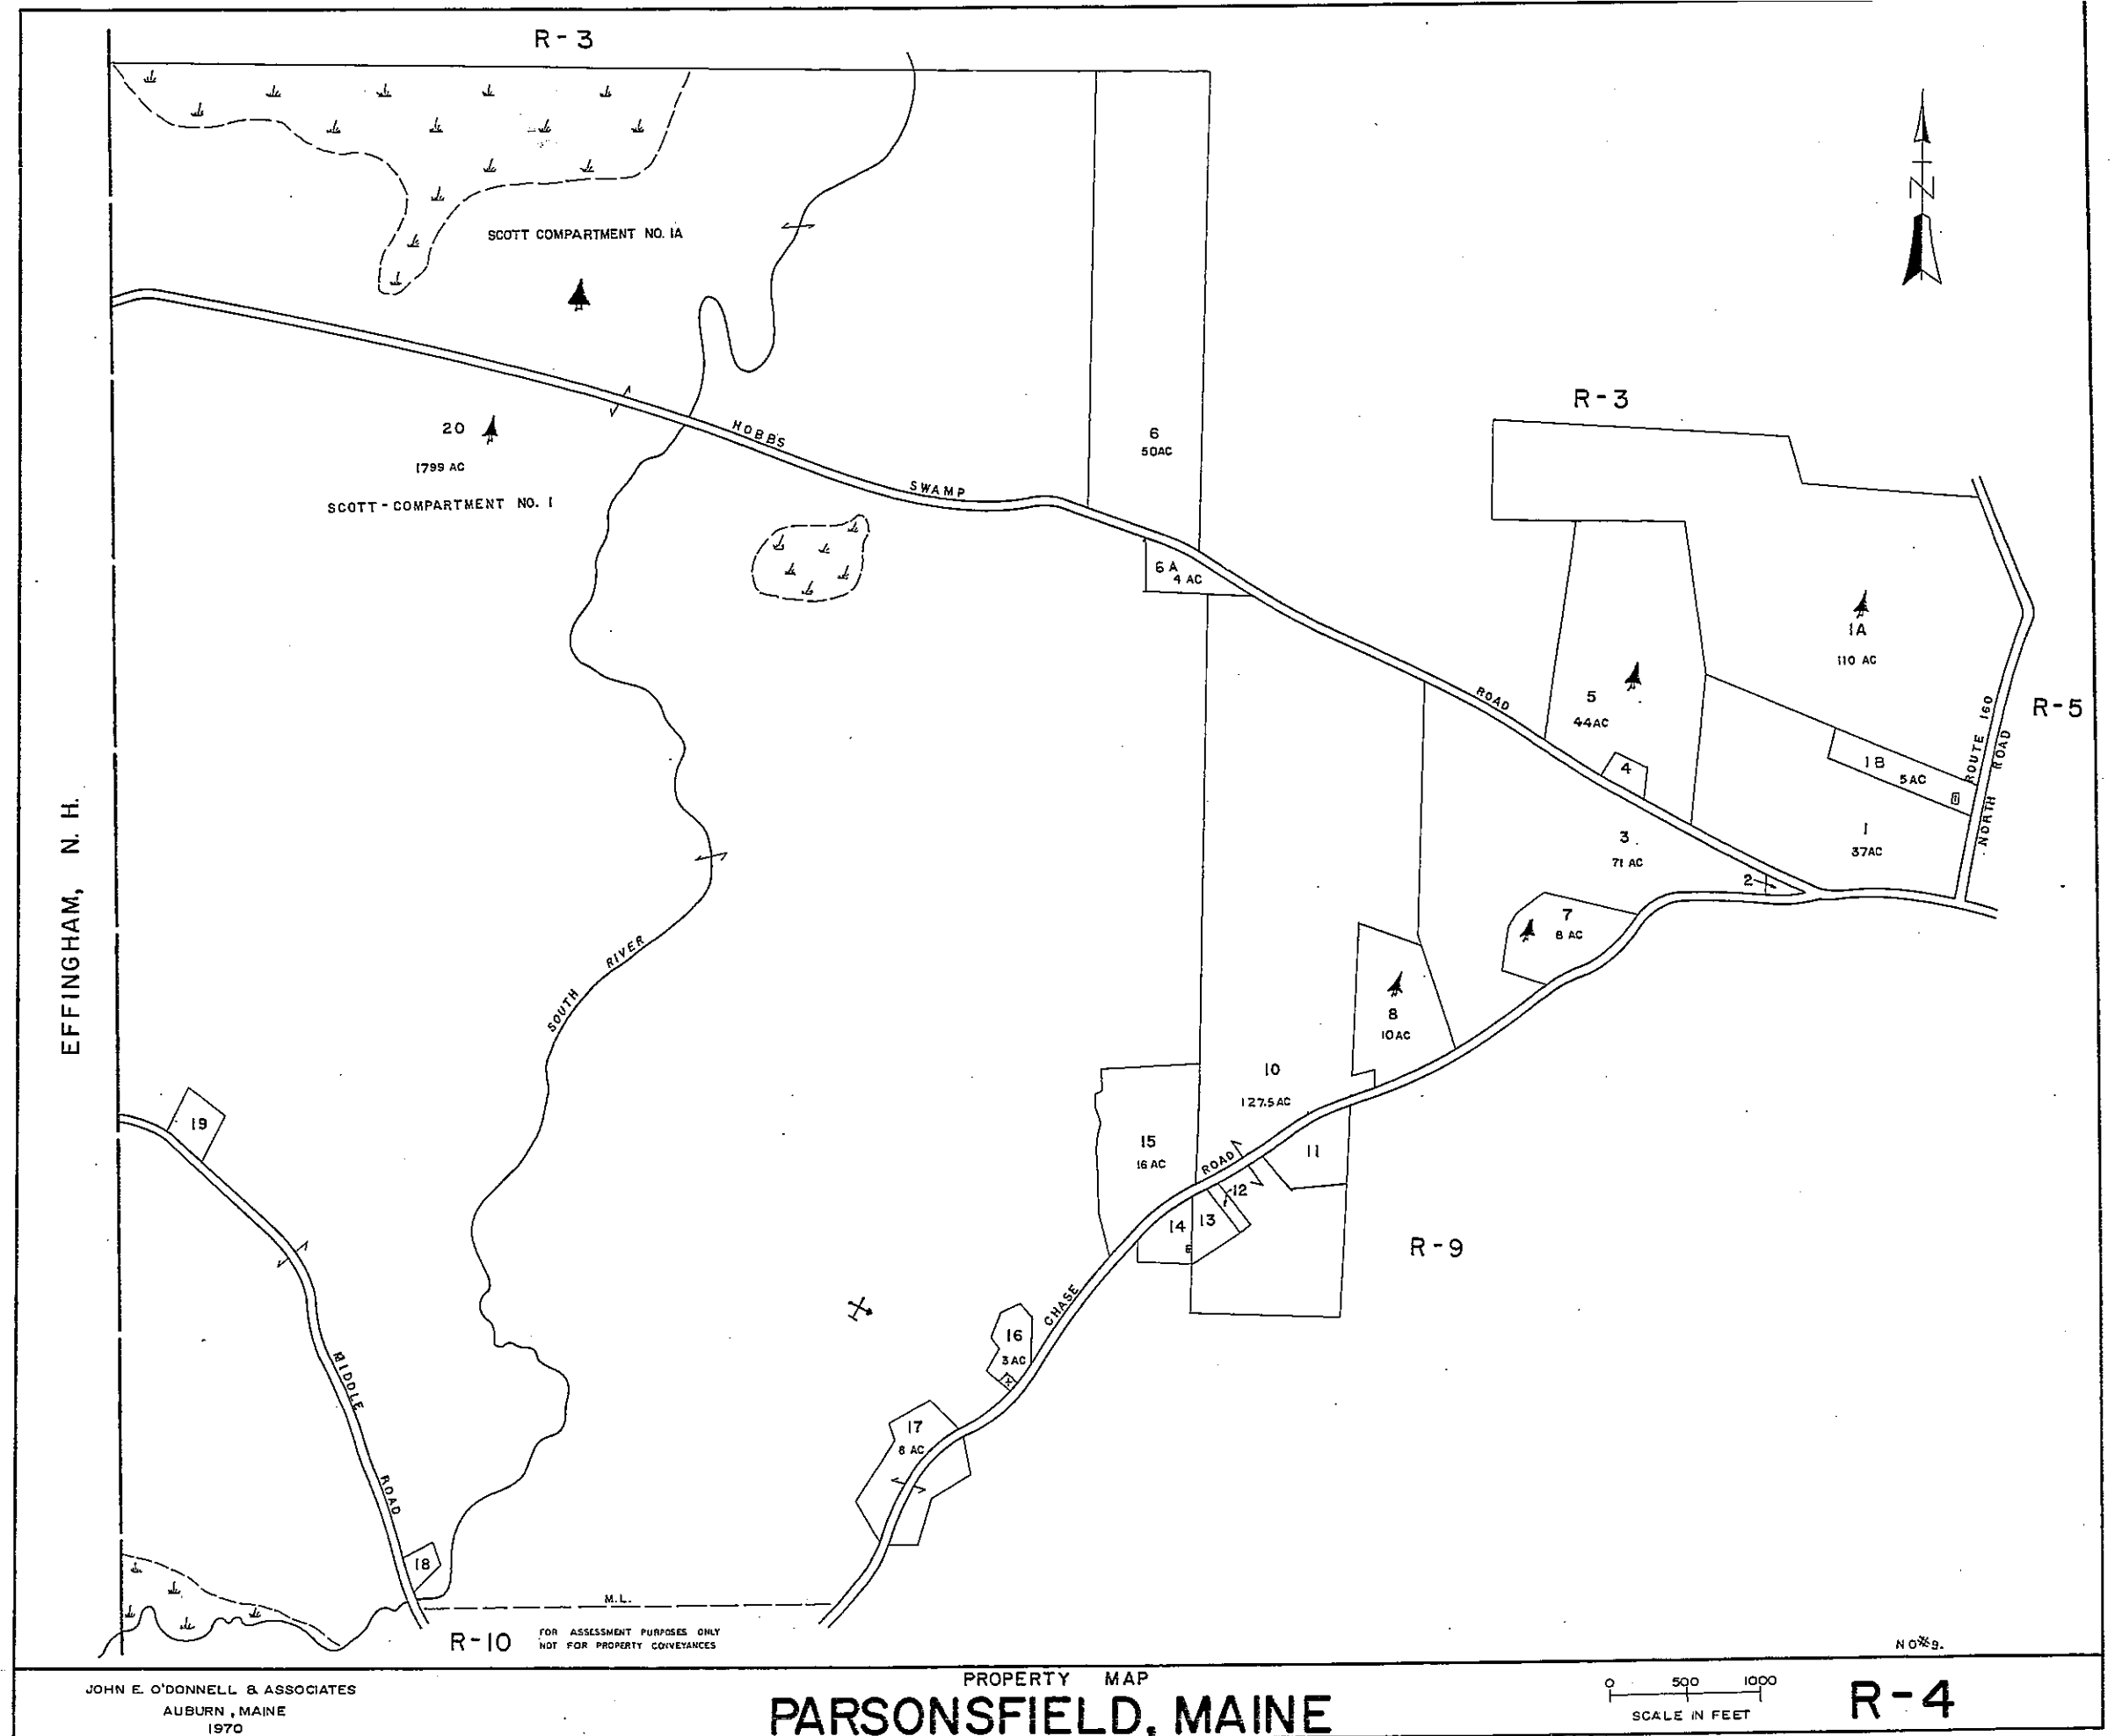 R-3
SCOTT COMPARTMENT NO. 1A
20
1799 AC
SCOTT-COMPARTMENT NO. 1
HOBBS SWAMP ROAD
6
50AC
6A
4 AC
R-3
1A
110 AC
5
44AC
4
1B
5AC
ROUTE 160
NORTH ROAD
R-5
1
37AC
3
71 AC
2
7
8 AC
8
10AC
EFFINGHAM, N. H.
SOUTH RIVER
10
127.5AC
15
16 AC
11
12
13
14
CHASE ROAD
R-9
16
3AC
17
8 AC
19
MIDDLE ROAD
18
M.L.
R-10
FOR ASSESSMENT PURPOSES ONLY
NOT FOR PROPERTY CONVEYANCES
N
NO#9.
JOHN E. O'DONNELL & ASSOCIATES
AUBURN, MAINE
1970
PROPERTY MAP
PARSONSFIELD, MAINE
0 500 1000
SCALE IN FEET
R-4